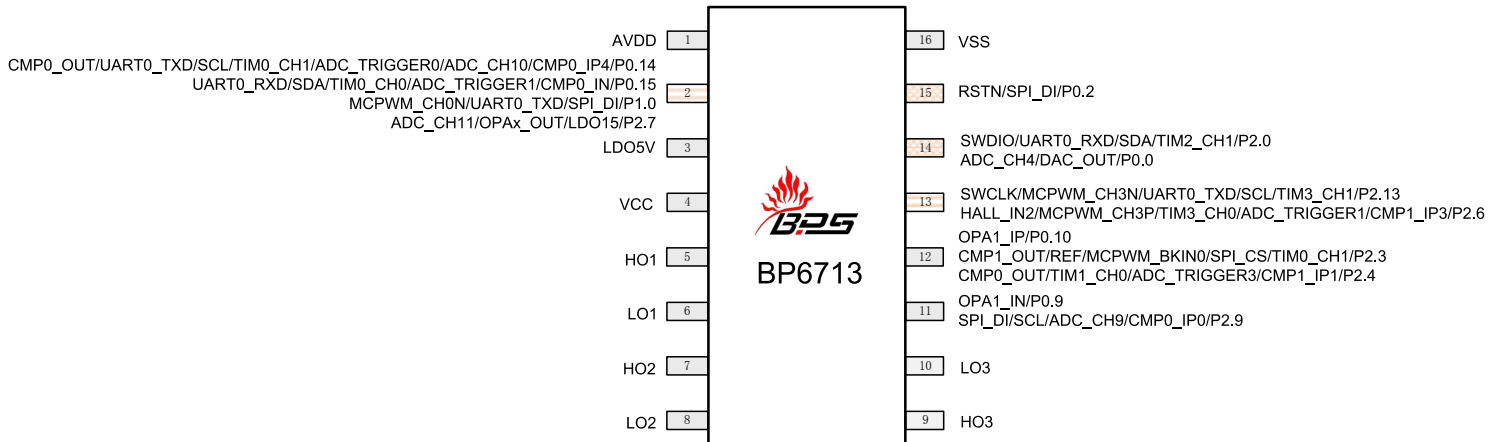 AVDD 1
CMP0_OUT/UART0_TXD/SCL/TIM0_CH1/ADC_TRIGGER0/ADC_CH10/CMP0_IP4/P0.14
UART0_RXD/SDA/TIM0_CH0/ADC_TRIGGER1/CMP0_IN/P0.15
2
MCPWM_CH0N/UART0_TXD/SPI_DI/P1.0
ADC_CH11/OPAx_OUT/LDO15/P2.7
LDO5V 3
VCC 4
HO1 5
LO1 6
HO2 7
LO2 8
BPS
BP6713
16 VSS
15 RSTN/SPI_DI/P0.2
14 SWDIO/UART0_RXD/SDA/TIM2_CH1/P2.0
ADC_CH4/DAC_OUT/P0.0
13 SWCLK/MCPWM_CH3N/UART0_TXD/SCL/TIM3_CH1/P2.13
HALL_IN2/MCPWM_CH3P/TIM3_CH0/ADC_TRIGGER1/CMP1_IP3/P2.6
OPA1_IP/P0.10
12 CMP1_OUT/REF/MCPWM_BKIN0/SPI_CS/TIM0_CH1/P2.3
CMP0_OUT/TIM1_CH0/ADC_TRIGGER3/CMP1_IP1/P2.4
11 OPA1_IN/P0.9
SPI_DI/SCL/ADC_CH9/CMP0_IP0/P2.9
10 LO3
9 HO3